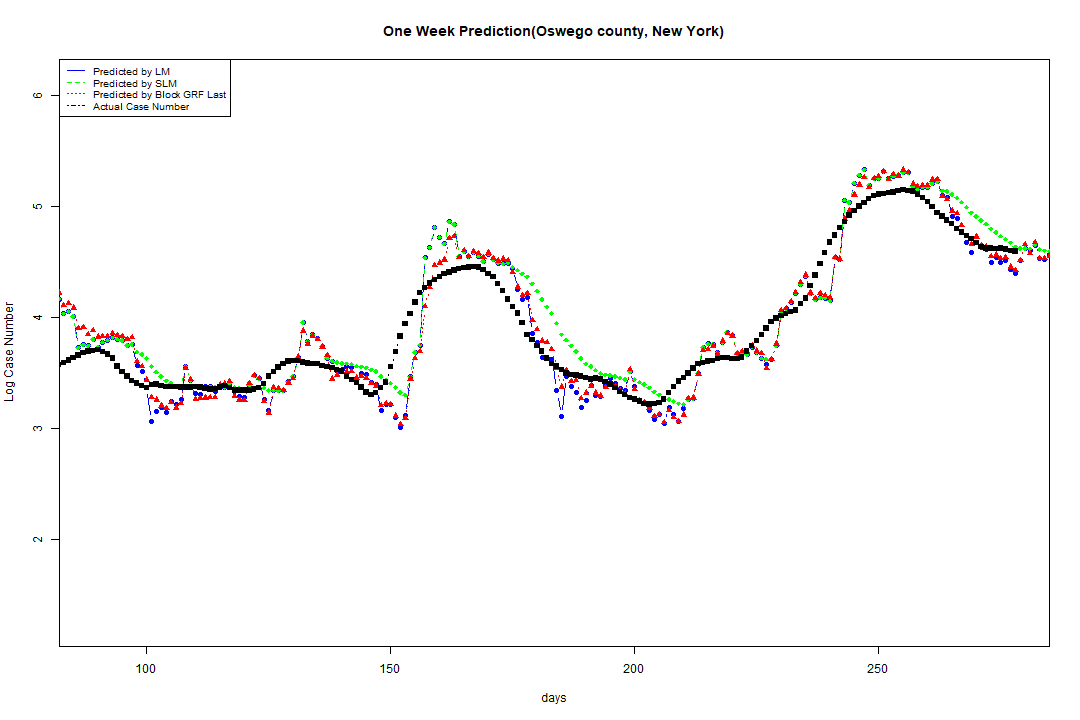 One Week Prediction(Oswego county, New York)
Predicted by LM
Predicted by SLM
Predicted by Block GRF Last
Actual Case Number
6
5
4
3
2
Log Case Number
100 150 200 250
days